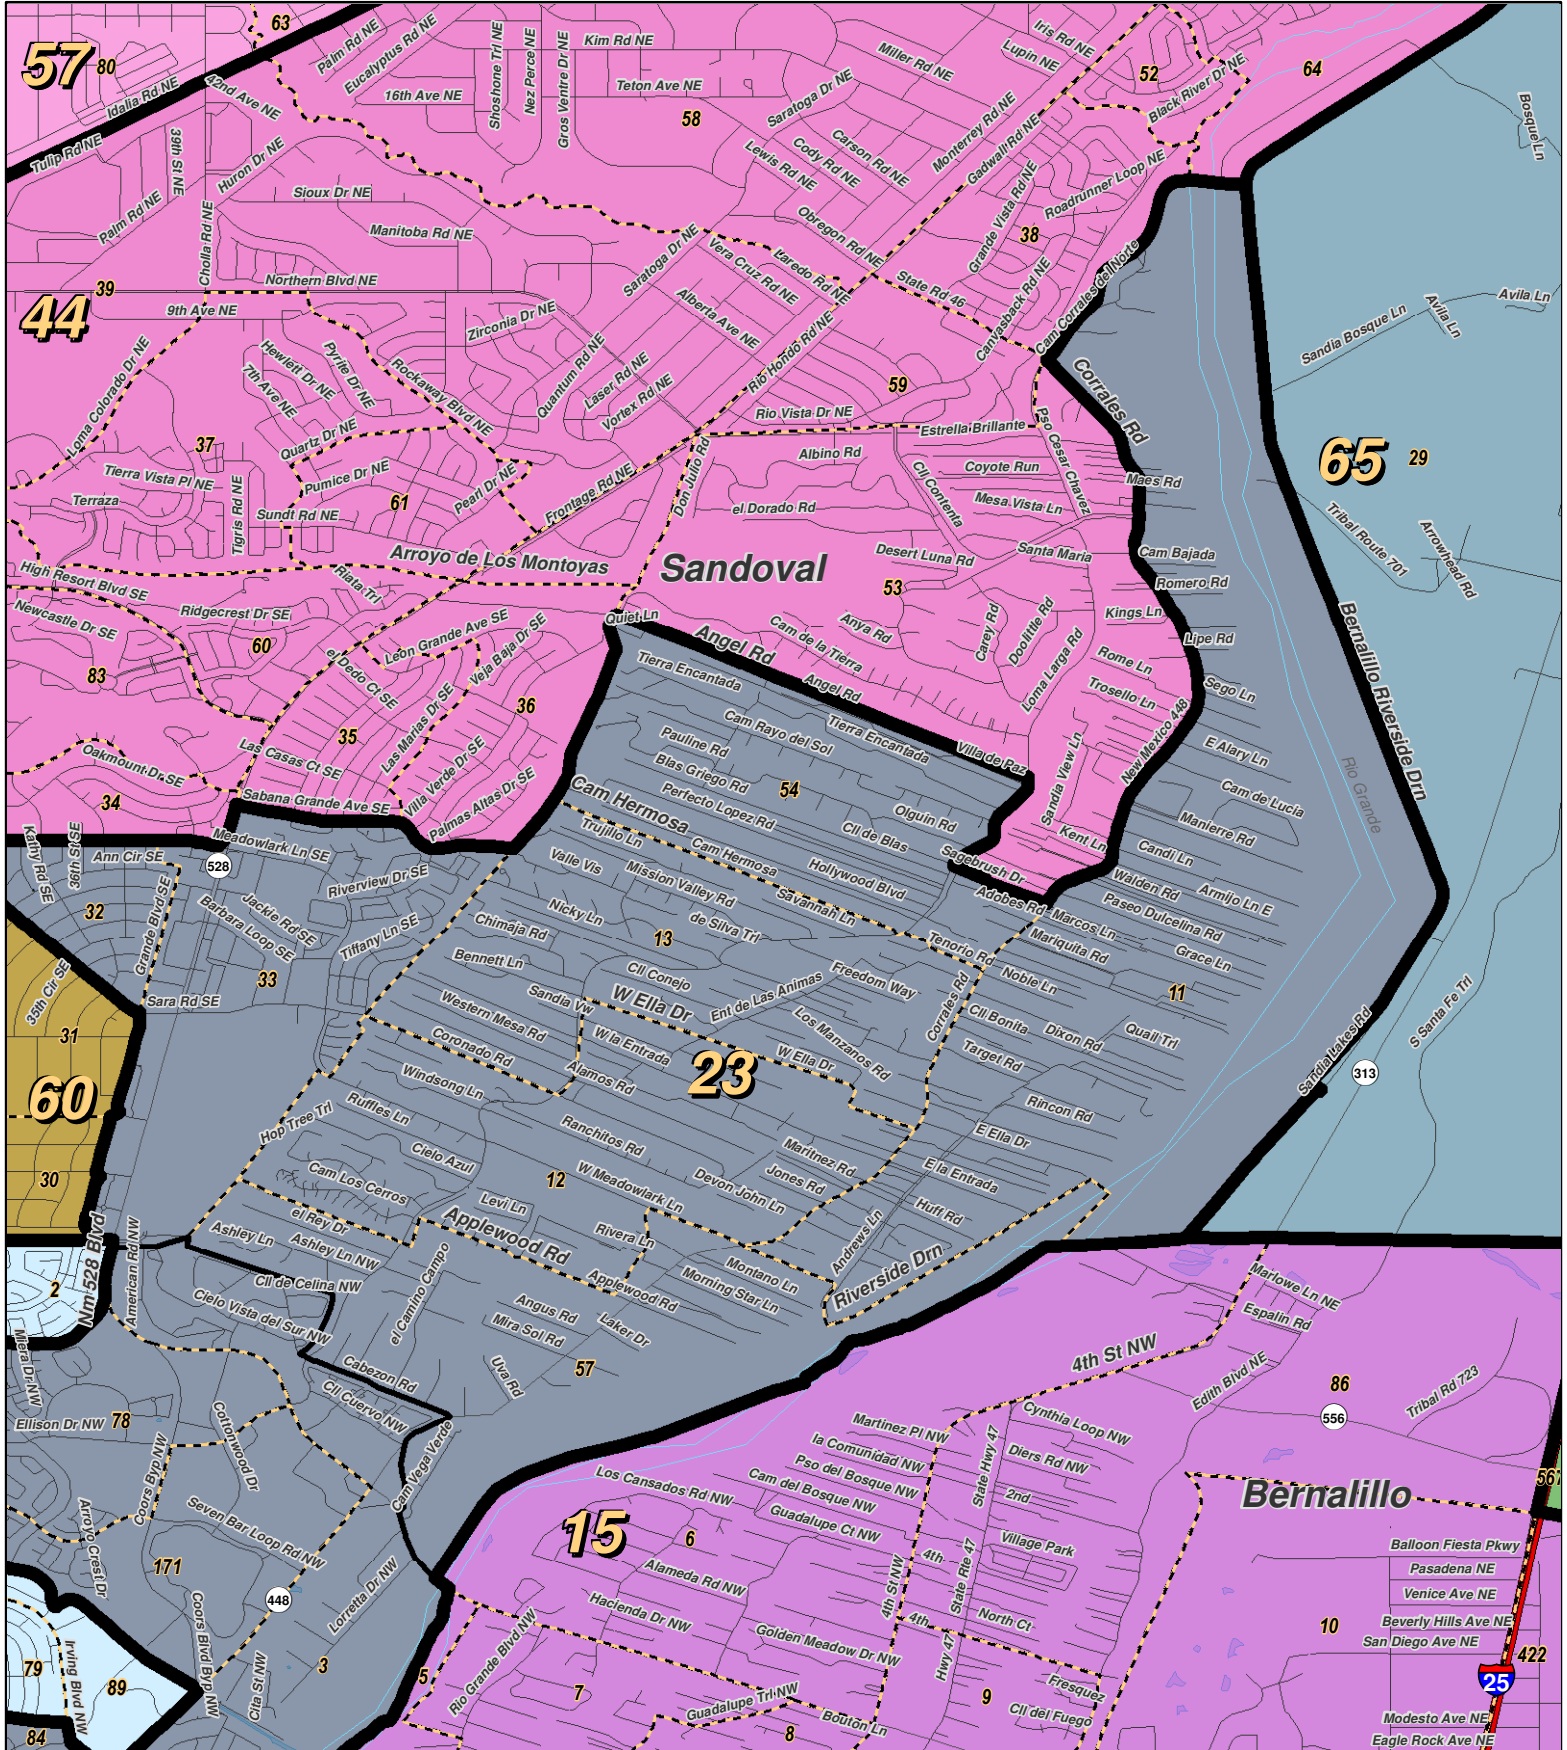 63
57
80
Idalia Rd NE
Tulip Rd NE
42nd Ave NE
Palm Rd NE
Eucalyptus Rd NE
16th Ave NE
Shoshone Trl NE
Nez Perce NE
Gros Ventre Dr NE
Kim Rd NE
Teton Ave NE
58
Saratoga Dr NE
Miller Rd NE
Lupin NE
Iris Rd NE
52
Black River Dr NE
64
Bosque Ln
39th St NE
Huron Dr NE
Sioux Dr NE
Palm Rd NE
Cholla Rd NE
Manitoba Rd NE
Lewis Rd NE
Cody Rd NE
Carson Rd NE
Monterrey Rd NE
Gadwall Rd NE
Grande Vista Rd NE
Roadrunner Loop NE
38
Obregon Rd NE
Laredo Rd NE
Vera Cruz Rd NE
Saratoga Dr NE
State Rd 46
Canvasback Rd NE
Cam Corrales del Norte
39
44
Northern Blvd NE
9th Ave NE
Zirconia Dr NE
Alberta Ave NE
Rio Hondo Rd NE
Quantum Rd NE
Laser Rd NE
Vortex Rd NE
59
Loma Colorado Dr NE
Hewlett Dr NE
7th Ave NE
Pyrite Dr NE
Rockaway Blvd NE
Quartz Dr NE
Pumice Dr NE
Pearl Dr NE
Frontage Rd NE
37
61
Tierra Vista Pl NE
Terraza
Tigris Rd NE
Sundt Rd NE
Rio Vista Dr NE
Estrella Brillante
Albino Rd
Don Julio Rd
Cll Contenta
Coyote Run
Mesa Vista Ln
Pso Cesar Chavez
Corrales Rd
Maes Rd
el Dorado Rd
Sandia Bosque Ln
Avila Ln
Avila Ln
65
29
Tribal Route 701
Arrowhead Rd
Arroyo de Los Montoyas
Sandoval
Desert Luna Rd
Santa Maria
Cam Bajada
Romero Rd
53
Kings Ln
Lipe Rd
High Resort Blvd SE
Riata Trl
Newcastle Dr SE
Ridgecrest Dr SE
60
83
Leon Grande Ave SE
Veja Baja Dr SE
el Dedo Ct SE
Las Marias Dr SE
36
35
Las Casas Ct SE
Oakmount Dr SE
34
Sabana Grande Ave SE
Villa Verde Dr SE
Palmas Altas Dr SE
Quiet Ln
Angel Rd
Angel Rd
Cam de la Tierra
Anya Rd
Carey Rd
Doolittle Rd
Loma Larga Rd
Rome Ln
Trosello Ln
Sego Ln
New Mexico 448
Tierra Encantada
Tierra Encantada
Cam Rayo del Sol
Pauline Rd
Blas Griego Rd
Perfecto Lopez Rd
54
Villa de Paz
Sandia View Ln
Kent Ln
E Alary Ln
Cam de Lucia
Manierre Rd
Candi Ln
Bernalillo Riverside Drn
Rio Grande
Olguin Rd
Cll de Blas
Sagebrush Dr
Adobes Rd
Cam Hermosa
Cam Hermosa
Trujillo Ln
Hollywood Blvd
Savannah Ln
Valle Vis
Mission Valley Rd
Nicky Ln
de Silva Trl
13
Chimaja Rd
Bennett Ln
Cll Conejo
W Ella Dr
Sandia Vw
Western Mesa Rd
Coronado Rd
Ent de Las Animas
Freedom Way
Tenorio Rd
Marcos Ln
Mariquita Rd
Noble Ln
Walden Rd
Armijo Ln E
Paseo Dulcelina Rd
Grace Ln
11
Kathy Rd SE
36th St SE
Ann Cir SE
528
Meadowlark Ln SE
Riverview Dr SE
32
Grande Blvd SE
Jackie Rd SE
Barbara Loop SE
Tiffany Ln SE
33
Sara Rd SE
35th Cir SE
31
60
30
Corrales Rd
Cll Bonita
Dixon Rd
Quail Trl
Target Rd
Los Manzanos Rd
W la Entrada
W Ella Dr
23
Alamos Rd
Windsong Ln
Ruffles Ln
Hop Tree Trl
Cielo Azul
Cam Los Cerros
Ranchitos Rd
Maritnez Rd
Jones Rd
Devon John Ln
W Meadowlark Ln
12
Rincon Rd
E Ella Dr
E la Entrada
Huff Rd
Andrews Ln
Riverside Drn
Sandia Lakes Rd
313
S Santa Fe Trl
Levi Ln
Applewood Rd
Applewood Rd
Rivera Ln
Montano Ln
Morning Star Ln
el Rey Dr
Ashley Ln
Ashley Ln NW
Cll de Celina NW
Cielo Vista del Sur NW
el Camino Campo
Angus Rd
Mira Sol Rd
Laker Dr
Uva Rd
57
Cabezon Rd
Cll Cuervo NW
Cam Vega Verde
Nm 528 Blvd
American Rd NW
2
Miera Dr NW
Ellison Dr NW
78
Cottonwood Dr
Coors Byp NW
Seven Bar Loop Rd NW
Arroyo Crest Dr
171
448
Lorretta Dr NW
Coors Blvd Byp NW
Cita St NW
3
79
Irving Blvd NW
89
84
5
Marlowe Ln NE
Espalin Rd
4th St NW
Edith Blvd NE
86
556
Tribal Rd 723
Martinez Pl NW
la Comunidad NW
Pso del Bosque NW
Cam del Bosque NW
Los Cansados Rd NW
Guadalupe Ct NW
15
6
State Hwy 47
Cynthia Loop NW
Diers Rd NW
2nd
Village Park
Bernalillo
567
Alameda Rd NW
Hacienda Dr NW
Rio Grande Blvd NW
7
Golden Meadow Dr NW
Guadalupe Trl NW
Bouton Ln
8
4th St NW
4th
4th
State Rte 47
Hwy 47
North Ct
Fresquez
Cll del Fuego
9
10
Balloon Fiesta Pkwy
Pasadena NE
Venice Ave NE
Beverly Hills Ave NE
San Diego Ave NE
422
25
Modesto Ave NE
Eagle Rock Ave NE